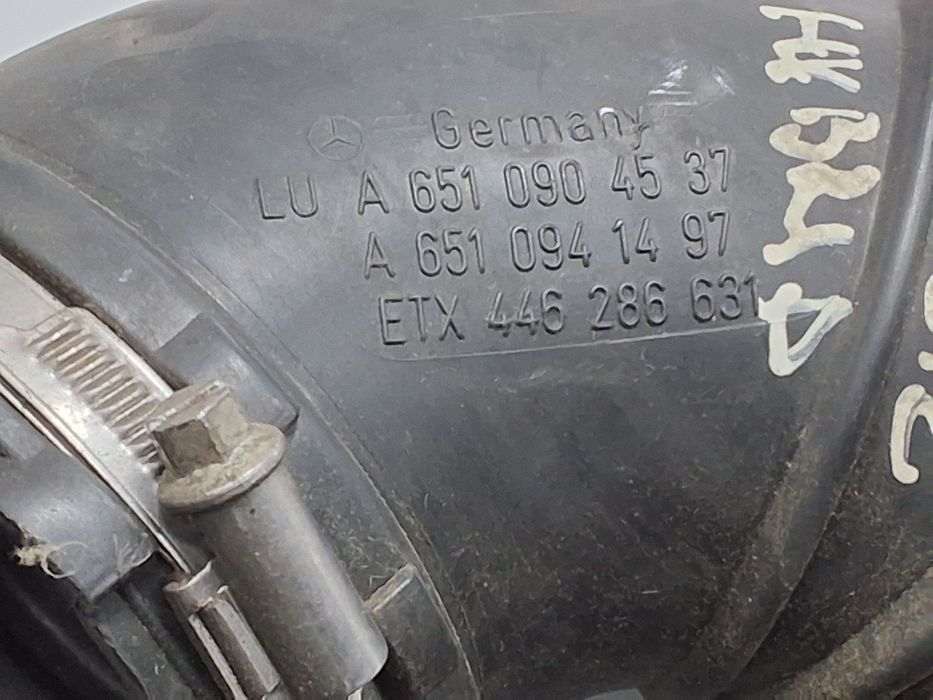 Germany
LU A 651 090 45 37
A 651 094 14 97
ETX 446 286 631